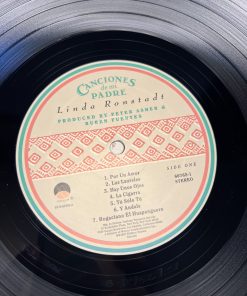 CANCIONES
de mi
PADRE
Linda Ronstadt
PRODUCED BY PETER ASHER &
RUBEN FUENTES
SIDE ONE
60765-1
STEREO
1. Por Un Amor
2. Los Laureles
3. Hay Unos Ojos
4. La Cigarra
5. Tú Sólo Tú
6. Y Andale
7. Rogaciano El Huapanguero